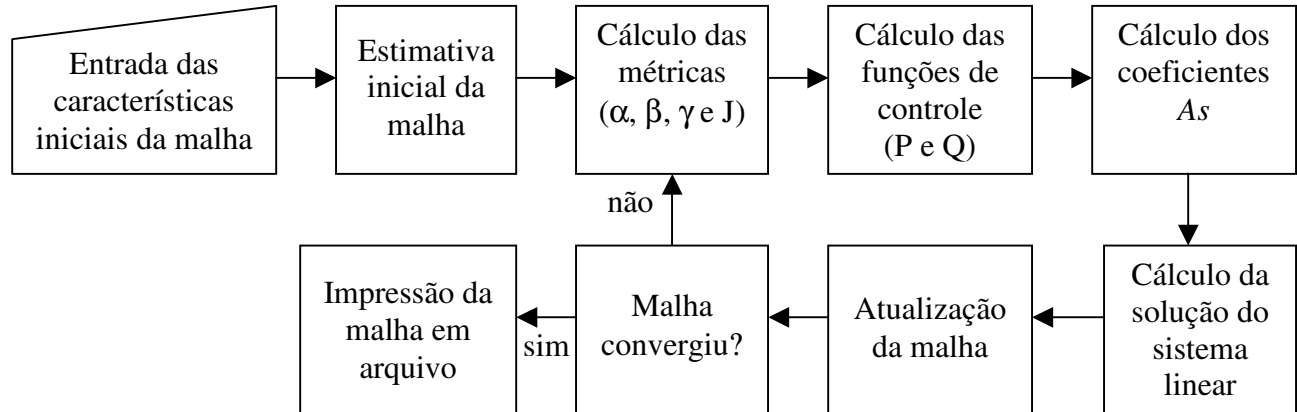 Entrada das
características
iniciais da malha
Estimativa
inicial da
malha
Cálculo das
métricas
(α, β, γ e J)
Cálculo das
funções de
controle
(P e Q)
Cálculo dos
coeficientes
As
não
Impressão da
malha em
arquivo
sim
Malha
convergiu?
Atualização
da malha
Cálculo da
solução do
sistema
linear